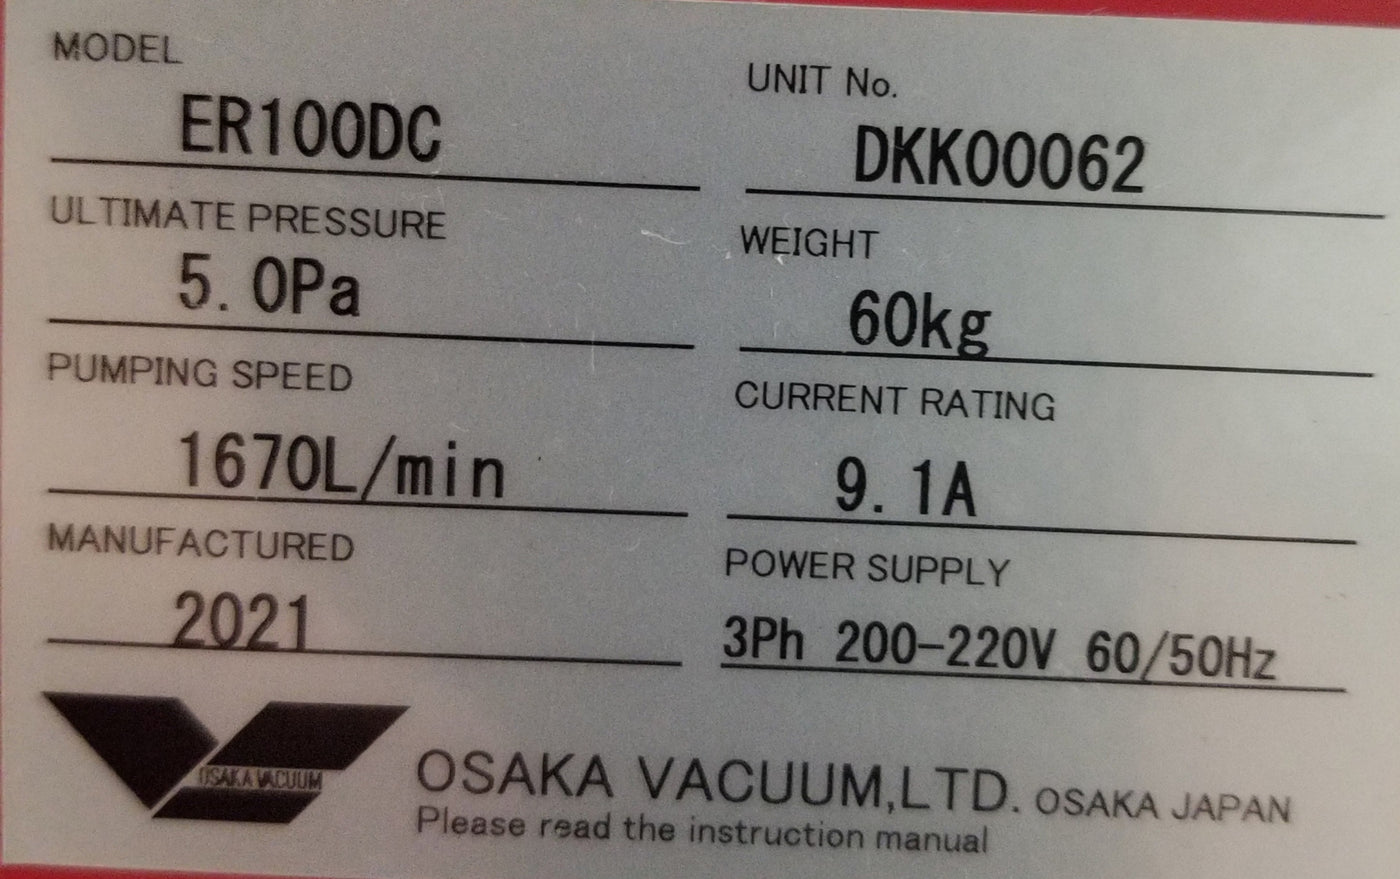 MODEL
ER100DC
UNIT No.
DKK00062
ULTIMATE PRESSURE
5.0Pa
WEIGHT
60kg
PUMPING SPEED
1670L/min
CURRENT RATING
9.1A
MANUFACTURED
2021
POWER SUPPLY
3Ph 200-220V 60/50Hz
OSAKA VACUUM
OSAKA VACUUM,LTD. OSAKA JAPAN
Please read the instruction manual